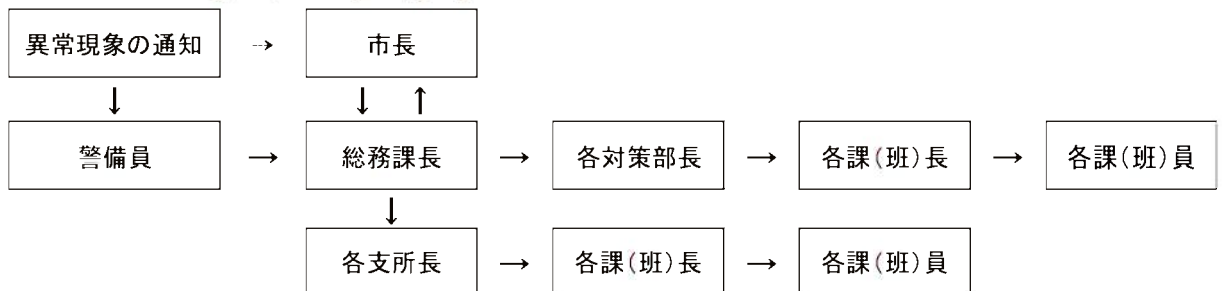 異常現象の通知 → 市長
↓ ↓ ↑
警備員 → 総務課長 → 各対策部長 → 各課(班)長 → 各課(班)員
↓
各支所長 → 各課(班)長 → 各課(班)員